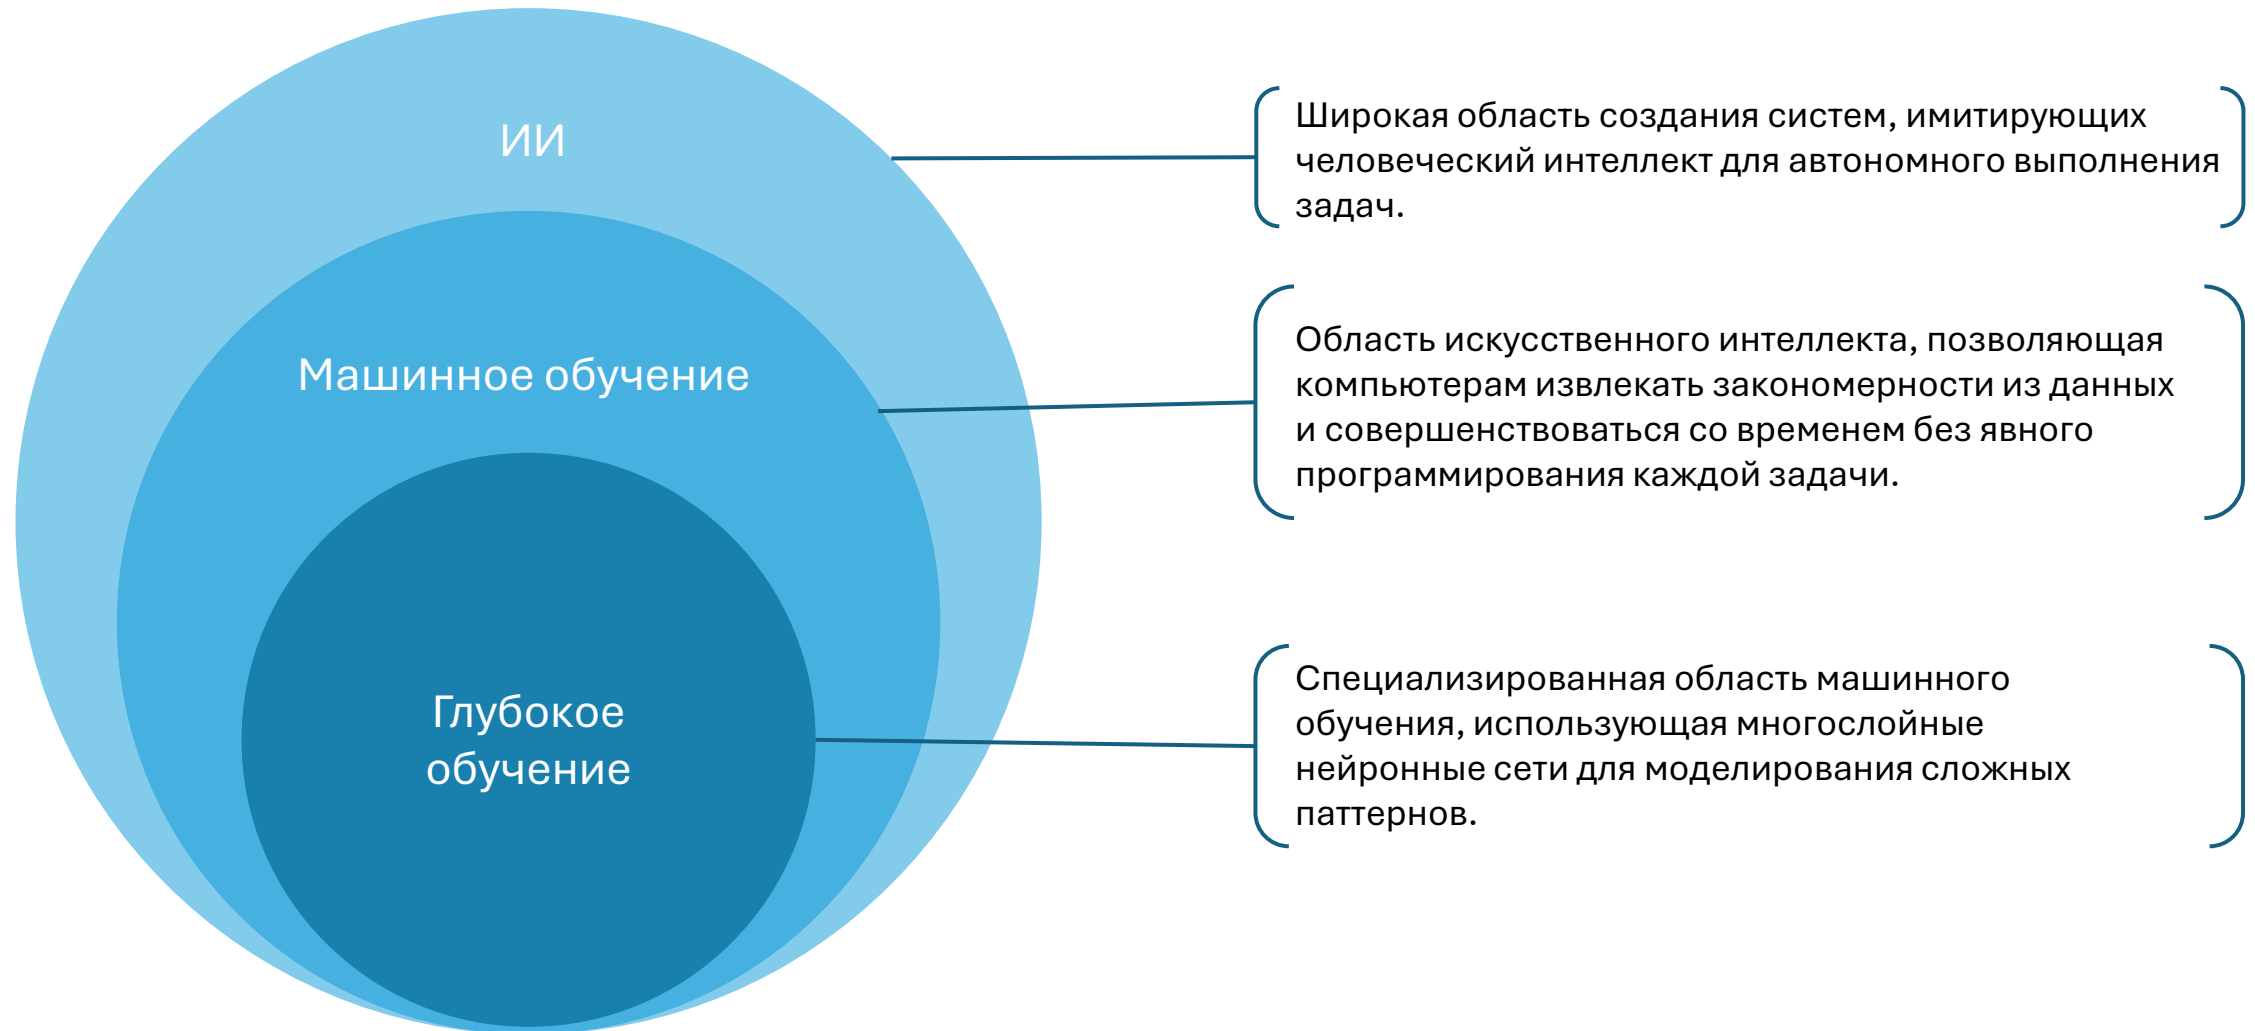 ИИ
Широкая область создания систем, имитирующих
человеческий интеллект для автономного выполнения
задач.
Машинное обучение
Область искусственного интеллекта, позволяющая
компьютерам извлекать закономерности из данных
и совершенствоваться со временем без явного
программирования каждой задачи.
Глубокое
обучение
Специализированная область машинного
обучения, использующая многослойные
нейронные сети для моделирования сложных
паттернов.